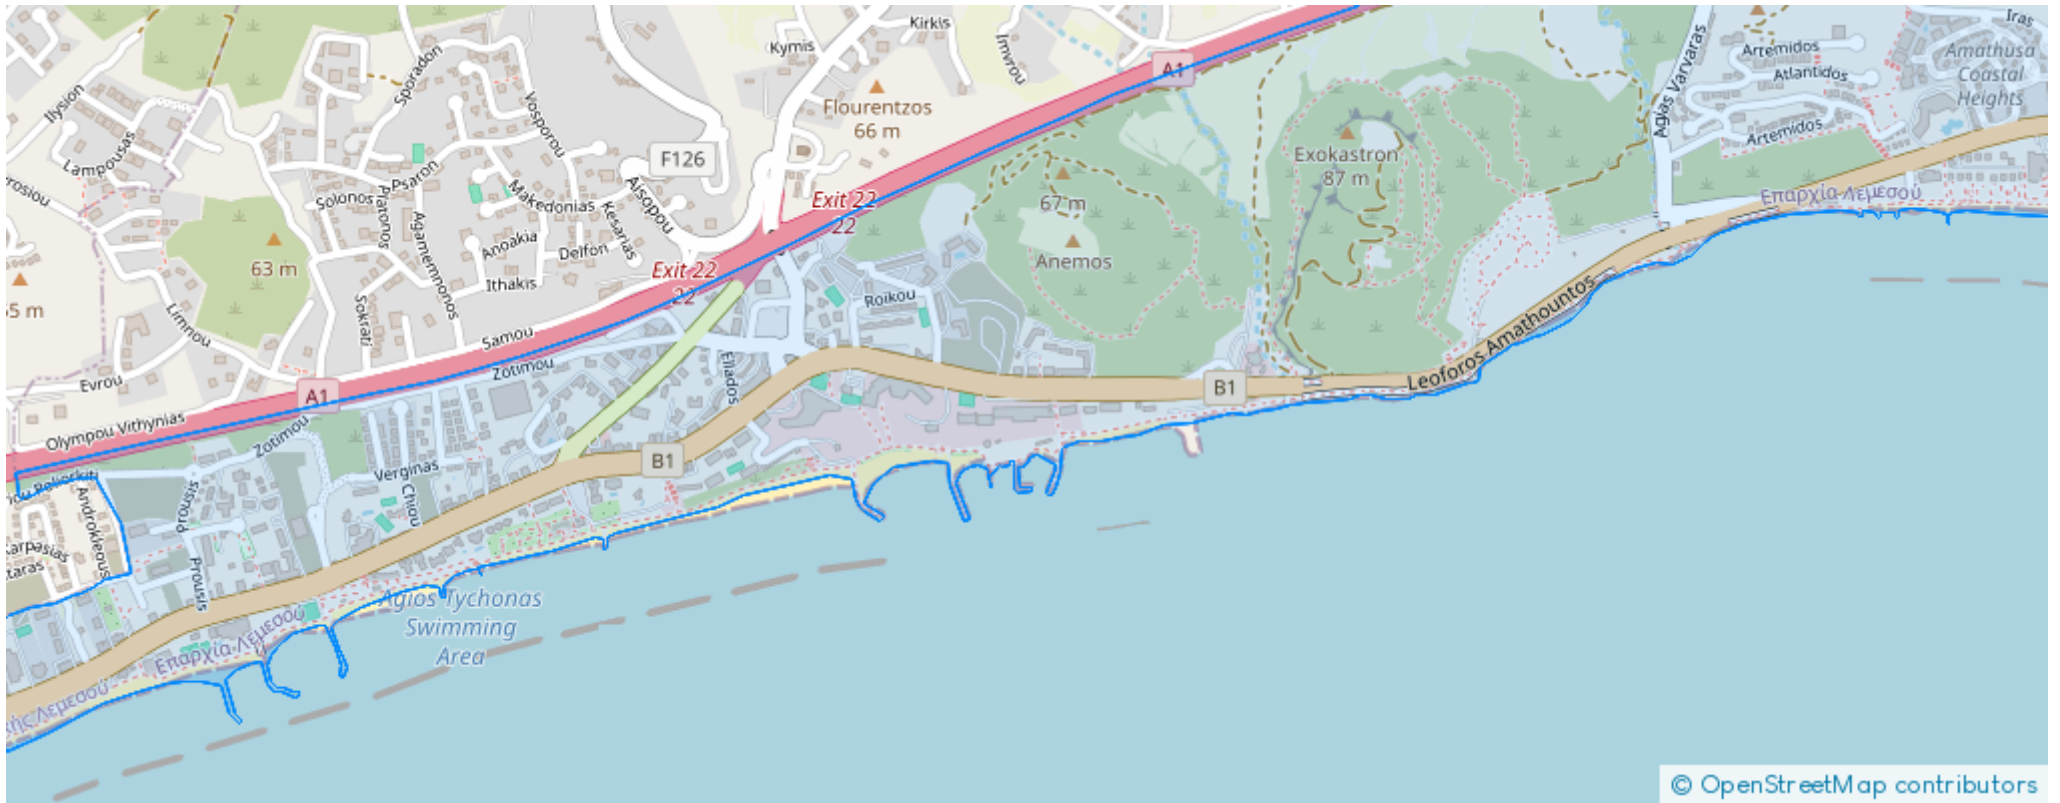 Kirkis
Kymis
Imvrou
A1
Iras
Artemidos
Atlantidos
Amathusa
Coastal
Heights
Agias Varvaras
Artemidos
Ilysion
Sporadon
Vosporou
Flourentzos
66 m
Lampousas
F126
Exokastron
87 m
Psaron
Solonos
Platonos
Makedonias
Aisopou
Kesarias
Agamemnonos
Exit 22
22
67 m
Επαρχία Λεμεσού
Anoakia
Delfon
Anemos
63 m
Exit 22
22
Ithakis
Roikou
Sokrati
Limnou
Samou
Zotimou
Eliados
Leoforos Amathountos
Evrou
A1
B1
Olympou Vithynias
Zotimou
B1
Verginas
Chiou
Prousis
Androkleous
Karpasias
Prousis
Agios Tychonas
Swimming
Area
Επαρχία Λεμεσού
Λεμεσού
© OpenStreetMap contributors